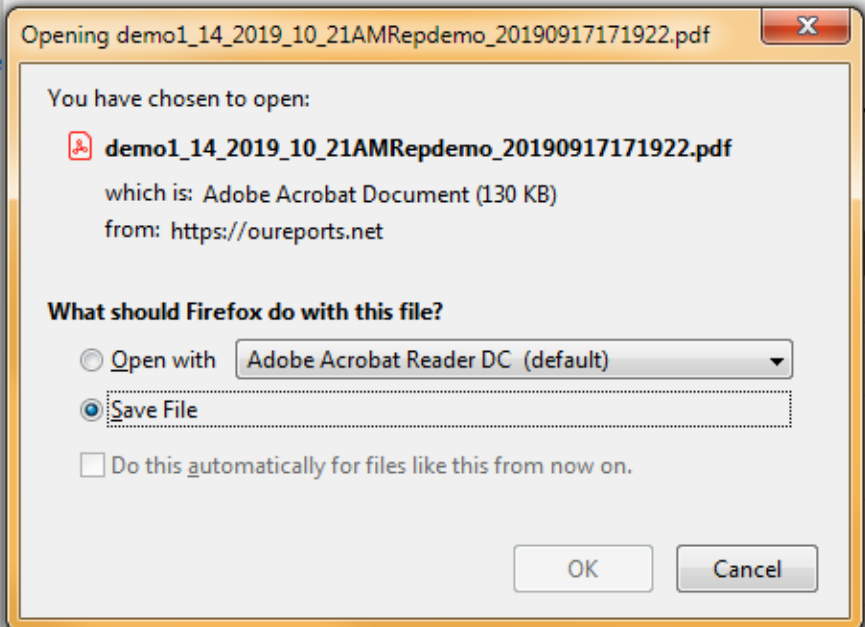 Opening demo1_14_2019_10_21AMRepdemo_20190917171922.pdf
You have chosen to open:
demo1_14_2019_10_21AMRepdemo_20190917171922.pdf
which is: Adobe Acrobat Document (130 KB)
from: https://oureports.net
What should Firefox do with this file?
Open with Adobe Acrobat Reader DC (default)
Save File
Do this automatically for files like this from now on.
OK Cancel